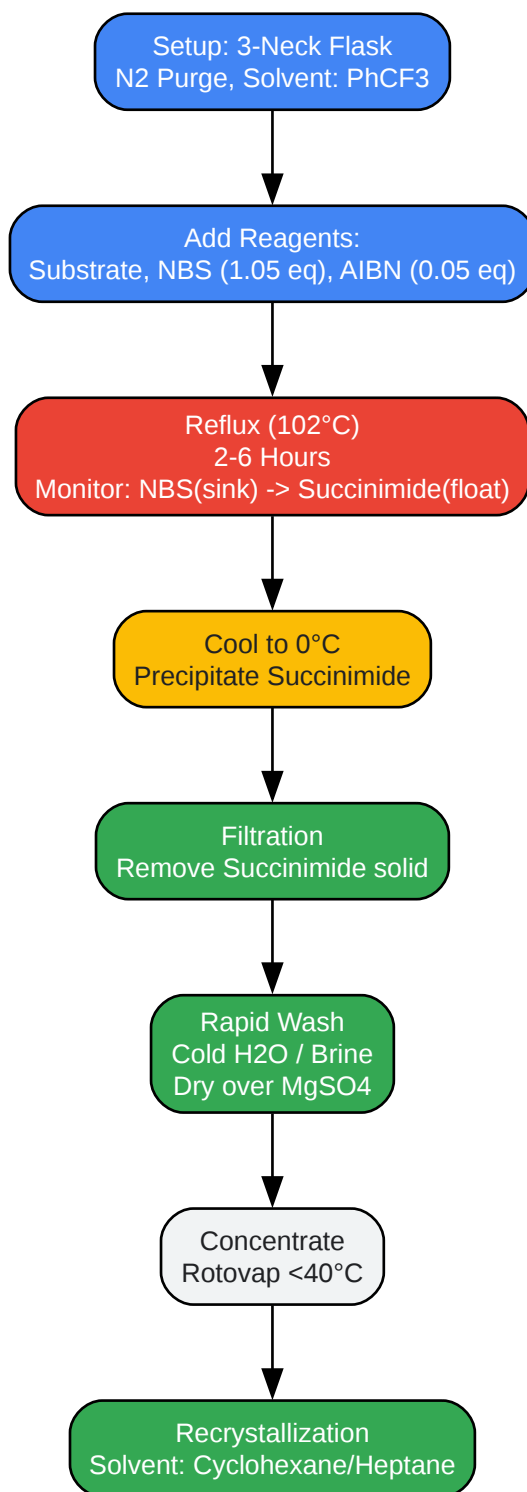 Setup: 3-Neck Flask
N2 Purge, Solvent: PhCF3
Add Reagents:
Substrate, NBS (1.05 eq), AIBN (0.05 eq)
Reflux (102°C)
2-6 Hours
Monitor: NBS(sink) -> Succinimide(float)
Cool to 0°C
Precipitate Succinimide
Filtration
Remove Succinimide solid
Rapid Wash
Cold H2O / Brine
Dry over MgSO4
Concentrate
Rotovap <40°C
Recrystallization
Solvent: Cyclohexane/Heptane